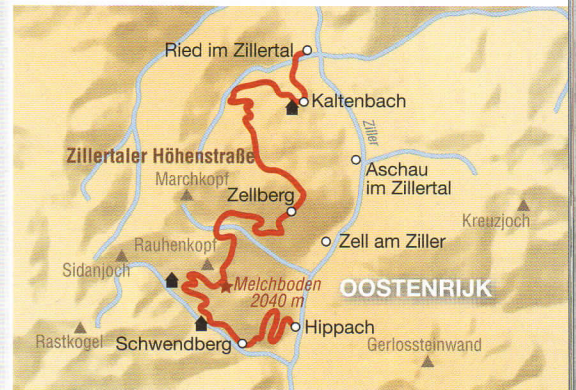 Ried im Zillertal
Kaltenbach
Ziller
Zillertaler Höhenstraße
Aschau
im Zillertal
Marchkopf
Zellberg
Kreuzjoch
Rauhenkopf
Zell am Ziller
Sidanjoch
Melchboden
2040 m
OOSTENRIJK
Hippach
Rastkogel
Schwendberg
Gerlossteinwand